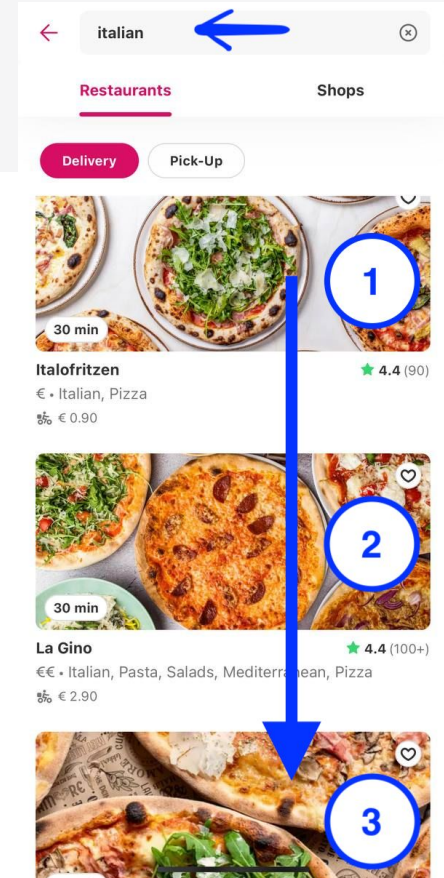 italian
Restaurants Shops
Delivery Pick-Up
1
30 min
Italofritzen 4.4 (90)
€ • Italian, Pizza
€ 0.90
2
30 min
La Gino 4.4 (100+)
€€ • Italian, Pasta, Salads, Mediterranean, Pizza
€ 2.90
3